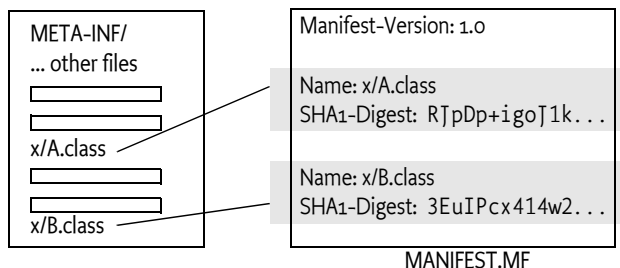 META-INF/
... other files
x/A.class
x/B.class
Manifest-Version: 1.0
Name: x/A.class
SHA1-Digest: RJpDp+igoJ1k...
Name: x/B.class
SHA1-Digest: 3EuIPcx414w2...
MANIFEST.MF